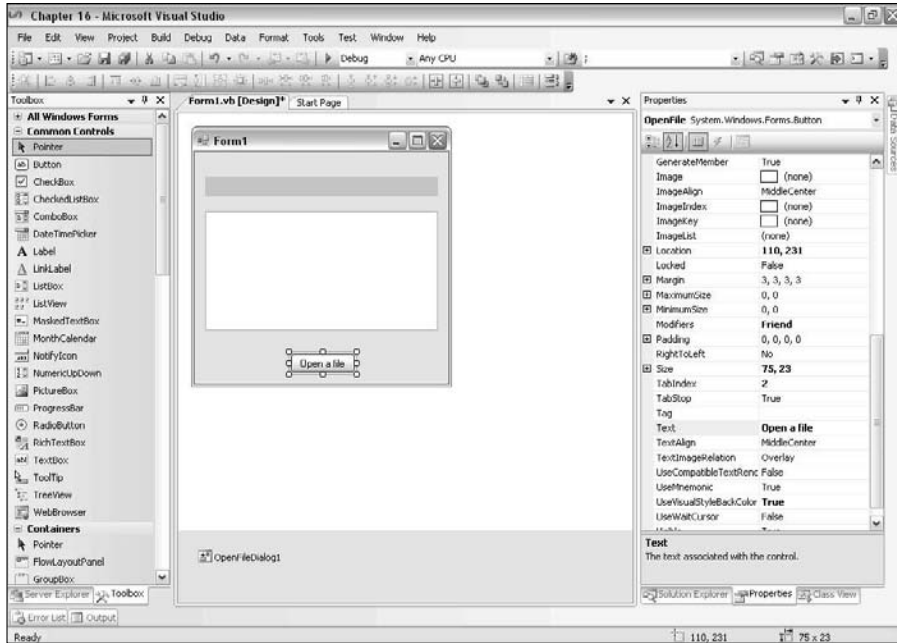 Chapter 16 - Microsoft Visual Studio
File Edit View Project Build Debug Data Format Tools Test Window Help
Debug Any CPU
Toolbox
All Windows Forms
Common Controls
Pointer
Button
CheckBox
CheckedListBox
ComboBox
DateTimePicker
Label
LinkLabel
ListBox
ListView
MaskedTextBox
MonthCalendar
NotifyIcon
NumericUpDown
PictureBox
ProgressBar
RadioButton
RichTextBox
TextBox
ToolTip
TreeView
WebBrowser
Containers
Pointer
FlowLayoutPanel
GroupBox
Server Explorer Toolbox
Form1.vb [Design]* Start Page
Form1
Open a file
OpenFileDialog1
Properties
OpenFile System.Windows.Forms.Button
GenerateMember True
Image (none)
ImageAlign MiddleCenter
ImageIndex (none)
ImageKey (none)
ImageList (none)
Location 110, 231
Locked False
Margin 3, 3, 3, 3
MaximumSize 0, 0
MinimumSize 0, 0
Modifiers Friend
Padding 0, 0, 0, 0
RightToLeft No
Size 75, 23
TabIndex 2
TabStop True
Tag
Text Open a file
TextAlign MiddleCenter
TextImageRelation Overlay
UseCompatibleTextRenc False
UseMnemonic True
UseVisualStyleBackColor True
UseWaitCursor False
Text
The text associated with the control.
Solution Explorer Properties Class View
Data Sources
Error List Output
Ready 110, 231 75 x 23